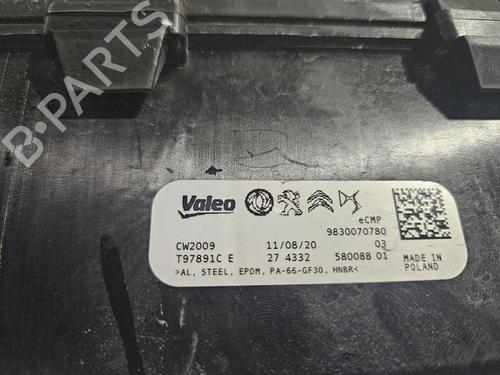 B-PARTS
Valeo
eCMP
9830070780
CW2009 11/08/20 03
T97891C E 27 4332 58008B 01 MADE IN
POLAND
>AL, STEEL, EPDM, PA-66-GF30, HNBR<